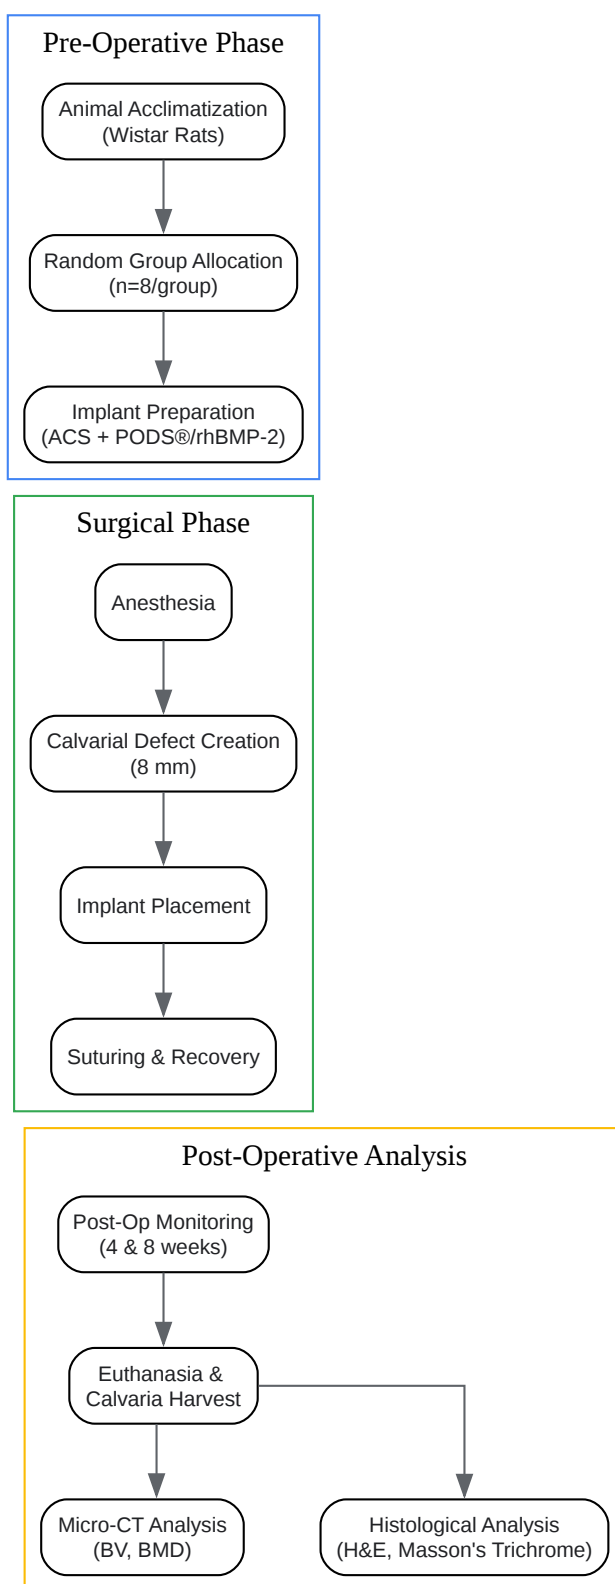 Pre-Operative Phase
Animal Acclimatization
(Wistar Rats)
Random Group Allocation
(n=8/group)
Implant Preparation
(ACS + PODS®/rhBMP-2)
Surgical Phase
Anesthesia
Calvarial Defect Creation
(8 mm)
Implant Placement
Suturing & Recovery
Post-Operative Analysis
Post-Op Monitoring
(4 & 8 weeks)
Euthanasia &
Calvaria Harvest
Micro-CT Analysis
(BV, BMD)
Histological Analysis
(H&E, Masson's Trichrome)